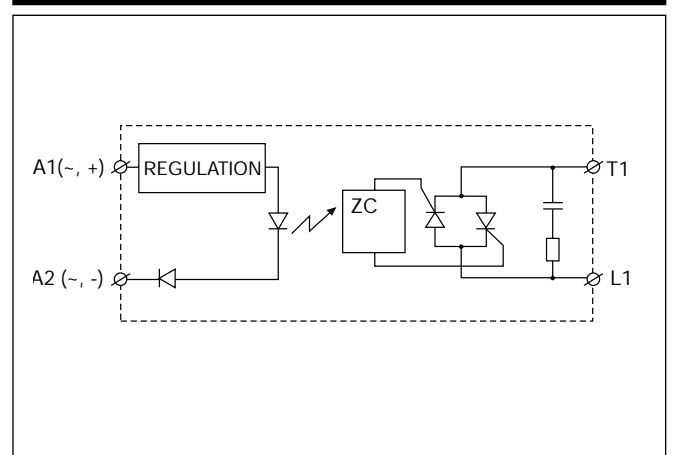 A1(~, +)
REGULATION
ZC
T1
A2 (~, -)
L1